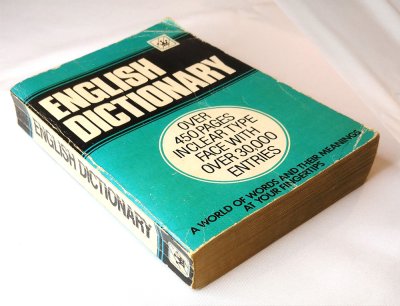 ENGLISH
DICTIONARY
OVER
450 PAGES
IN CLEAR TYPE
FACE WITH
OVER 30,000
ENTRIES
A WORLD OF WORDS AND THEIR MEANINGS
AT YOUR FINGERTIPS
ENGLISH DICTIONARY